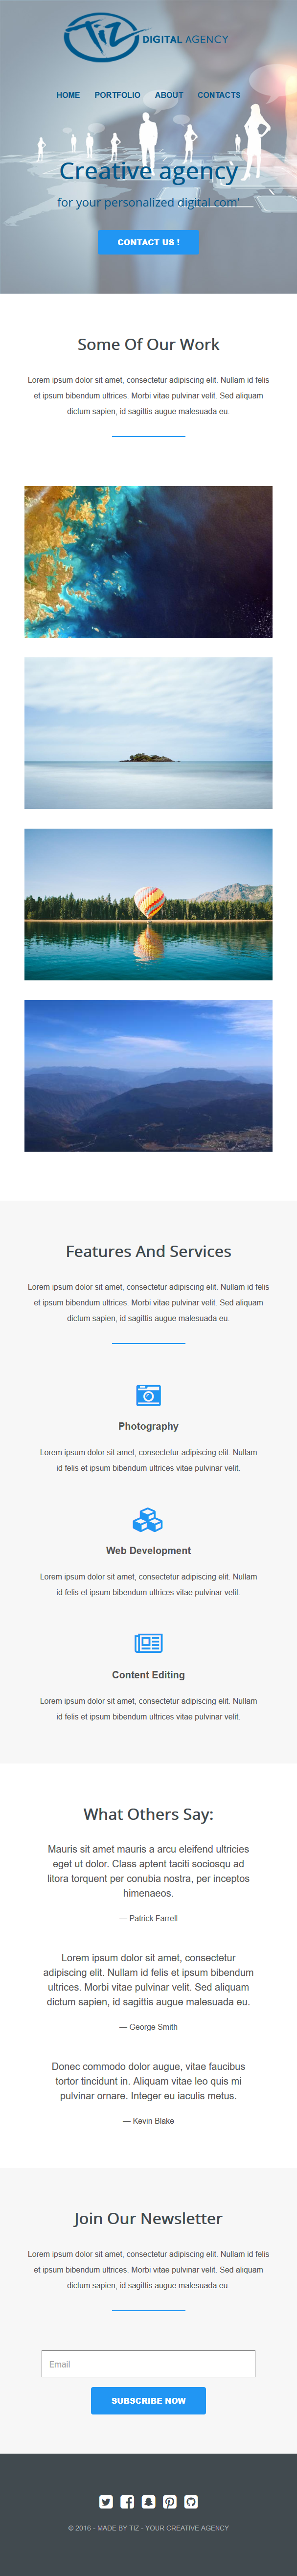 TiZ DIGITAL AGENCY
HOME PORTFOLIO ABOUT CONTACTS
Creative agency
for your personalized digital com'
CONTACT US !
Some Of Our Work
Lorem ipsum dolor sit amet, consectetur adipiscing elit. Nullam id felis
et ipsum bibendum ultrices. Morbi vitae pulvinar velit. Sed aliquam
dictum sapien, id sagittis augue malesuada eu.
Features And Services
Lorem ipsum dolor sit amet, consectetur adipiscing elit. Nullam id felis
et ipsum bibendum ultrices. Morbi vitae pulvinar velit. Sed aliquam
dictum sapien, id sagittis augue malesuada eu.
Photography
Lorem ipsum dolor sit amet, consectetur adipiscing elit. Nullam
id felis et ipsum bibendum ultrices vitae pulvinar velit.
Web Development
Lorem ipsum dolor sit amet, consectetur adipiscing elit. Nullam
id felis et ipsum bibendum ultrices vitae pulvinar velit.
Content Editing
Lorem ipsum dolor sit amet, consectetur adipiscing elit. Nullam
id felis et ipsum bibendum ultrices vitae pulvinar velit.
What Others Say:
Mauris sit amet mauris a arcu eleifend ultricies
eget ut dolor. Class aptent taciti sociosqu ad
litora torquent per conubia nostra, per inceptos
himenaeos.
— Patrick Farrell
Lorem ipsum dolor sit amet, consectetur
adipiscing elit. Nullam id felis et ipsum bibendum
ultrices. Morbi vitae pulvinar velit. Sed aliquam
dictum sapien, id sagittis augue malesuada eu.
— George Smith
Donec commodo dolor augue, vitae faucibus
tortor tincidunt in. Aliquam vitae leo quis mi
pulvinar ornare. Integer eu iaculis metus.
— Kevin Blake
Join Our Newsletter
Lorem ipsum dolor sit amet, consectetur adipiscing elit. Nullam id felis
et ipsum bibendum ultrices. Morbi vitae pulvinar velit. Sed aliquam
dictum sapien, id sagittis augue malesuada eu.
Email
SUBSCRIBE NOW
© 2016 - MADE BY TIZ - YOUR CREATIVE AGENCY